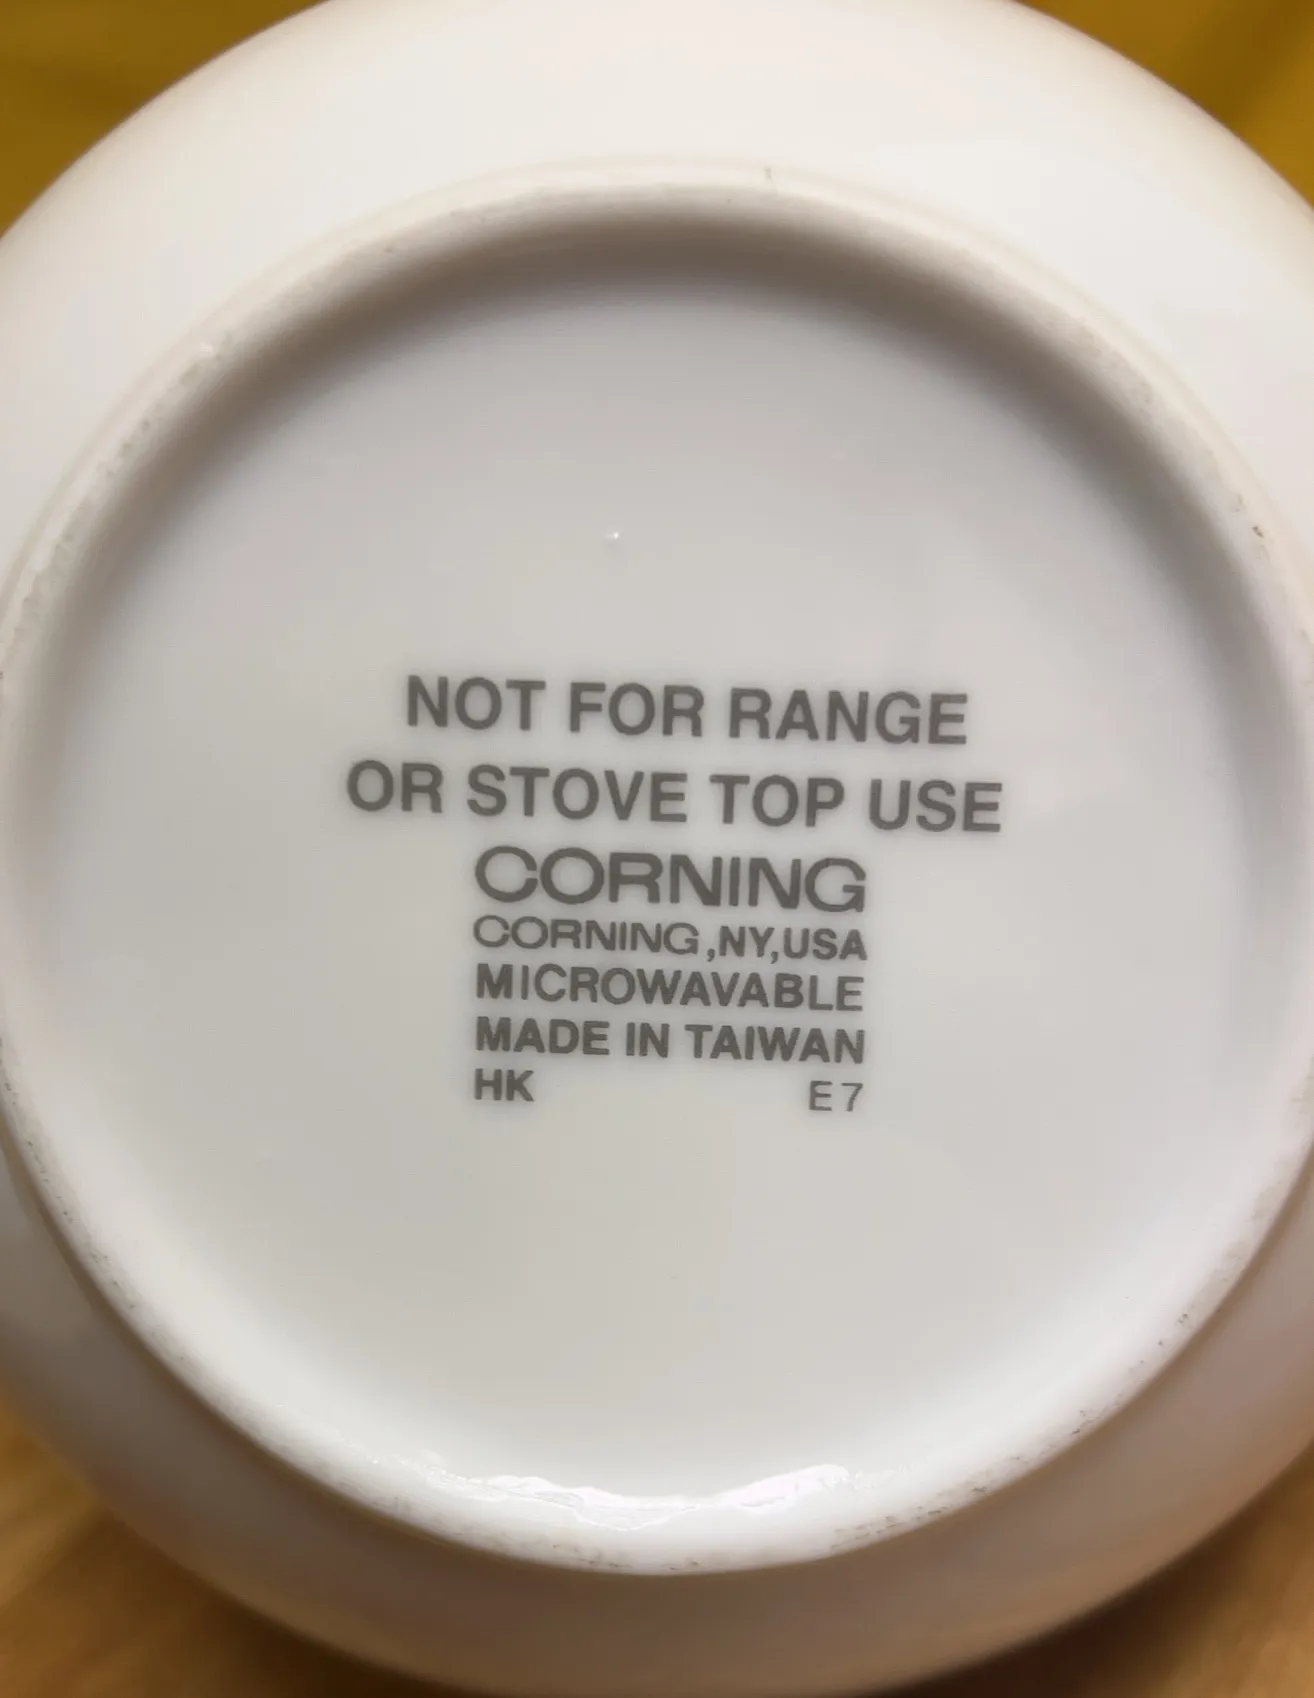 NOT FOR RANGE
OR STOVE TOP USE
CORNING
CORNING,NY,USA
MICROWAVABLE
MADE IN TAIWAN
HK E7